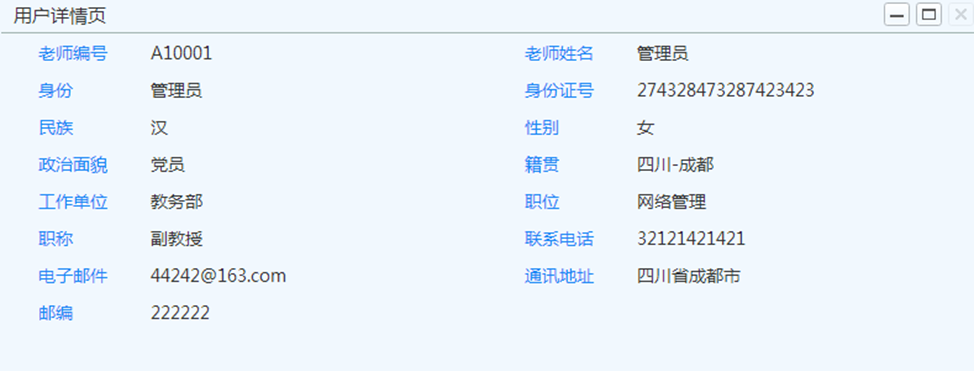 用户详情页
老师编号 A10001 老师姓名 管理员
身份 管理员 身份证号 274328473287423423
民族 汉 性别 女
政治面貌 党员 籍贯 四川-成都
工作单位 教务部 职位 网络管理
职称 副教授 联系电话 32121421421
电子邮件 44242@163.com 通讯地址 四川省成都市
邮编 222222